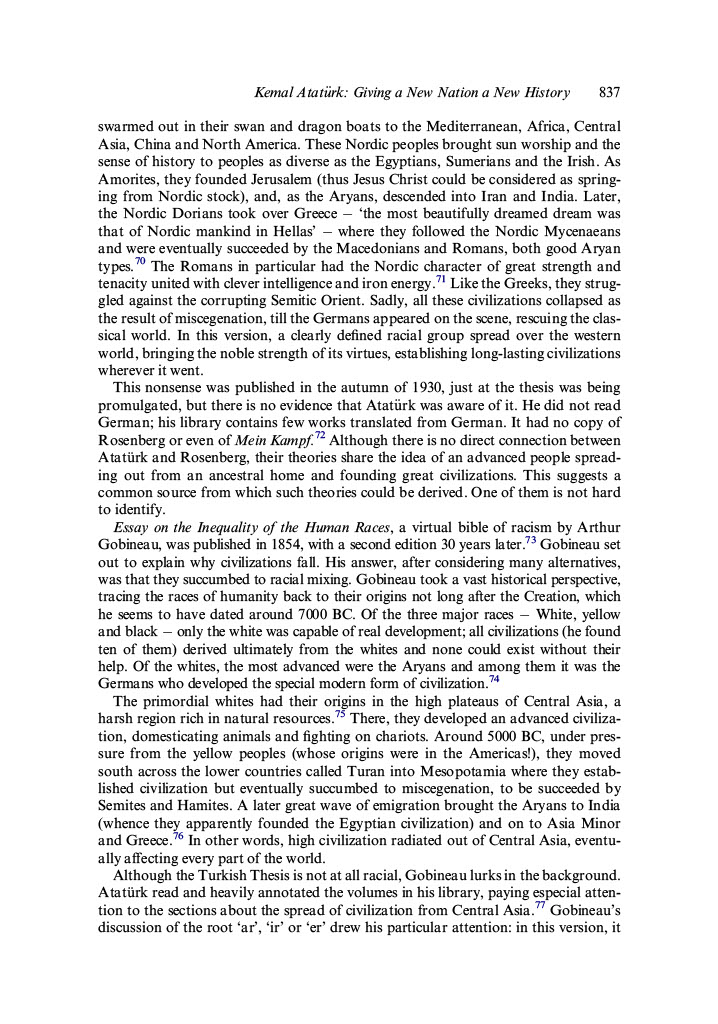 Kemal Atatürk: Giving a New Nation a New History 837
swarmed out in their swan and dragon boats to the Mediterranean, Africa, Central
Asia, China and North America. These Nordic peoples brought sun worship and the
sense of history to peoples as diverse as the Egyptians, Sumerians and the Irish. As
Amorites, they founded Jerusalem (thus Jesus Christ could be considered as spring-
ing from Nordic stock), and, as the Aryans, descended into Iran and India. Later,
the Nordic Dorians took over Greece – ‘the most beautifully dreamed dream was
that of Nordic mankind in Hellas’ – where they followed the Nordic Mycenaeans
and were eventually succeeded by the Macedonians and Romans, both good Aryan
types.70 The Romans in particular had the Nordic character of great strength and
tenacity united with clever intelligence and iron energy.71 Like the Greeks, they strug-
gled against the corrupting Semitic Orient. Sadly, all these civilizations collapsed as
the result of miscegenation, till the Germans appeared on the scene, rescuing the clas-
sical world. In this version, a clearly defined racial group spread over the western
world, bringing the noble strength of its virtues, establishing long-lasting civilizations
wherever it went.
This nonsense was published in the autumn of 1930, just at the thesis was being
promulgated, but there is no evidence that Atatürk was aware of it. He did not read
German; his library contains few works translated from German. It had no copy of
Rosenberg or even of Mein Kampf.72 Although there is no direct connection between
Atatürk and Rosenberg, their theories share the idea of an advanced people spread-
ing out from an ancestral home and founding great civilizations. This suggests a
common source from which such theories could be derived. One of them is not hard
to identify.
Essay on the Inequality of the Human Races, a virtual bible of racism by Arthur
Gobineau, was published in 1854, with a second edition 30 years later.73 Gobineau set
out to explain why civilizations fall. His answer, after considering many alternatives,
was that they succumbed to racial mixing. Gobineau took a vast historical perspective,
tracing the races of humanity back to their origins not long after the Creation, which
he seems to have dated around 7000 BC. Of the three major races – White, yellow
and black – only the white was capable of real development; all civilizations (he found
ten of them) derived ultimately from the whites and none could exist without their
help. Of the whites, the most advanced were the Aryans and among them it was the
Germans who developed the special modern form of civilization.74
The primordial whites had their origins in the high plateaus of Central Asia, a
harsh region rich in natural resources.75 There, they developed an advanced civiliza-
tion, domesticating animals and fighting on chariots. Around 5000 BC, under pres-
sure from the yellow peoples (whose origins were in the Americas!), they moved
south across the lower countries called Turan into Mesopotamia where they estab-
lished civilization but eventually succumbed to miscegenation, to be succeeded by
Semites and Hamites. A later great wave of emigration brought the Aryans to India
(whence they apparently founded the Egyptian civilization) and on to Asia Minor
and Greece.76 In other words, high civilization radiated out of Central Asia, eventu-
ally affecting every part of the world.
Although the Turkish Thesis is not at all racial, Gobineau lurks in the background.
Atatürk read and heavily annotated the volumes in his library, paying especial atten-
tion to the sections about the spread of civilization from Central Asia.77 Gobineau’s
discussion of the root ‘ar’, ‘ir’ or ‘er’ drew his particular attention: in this version, it